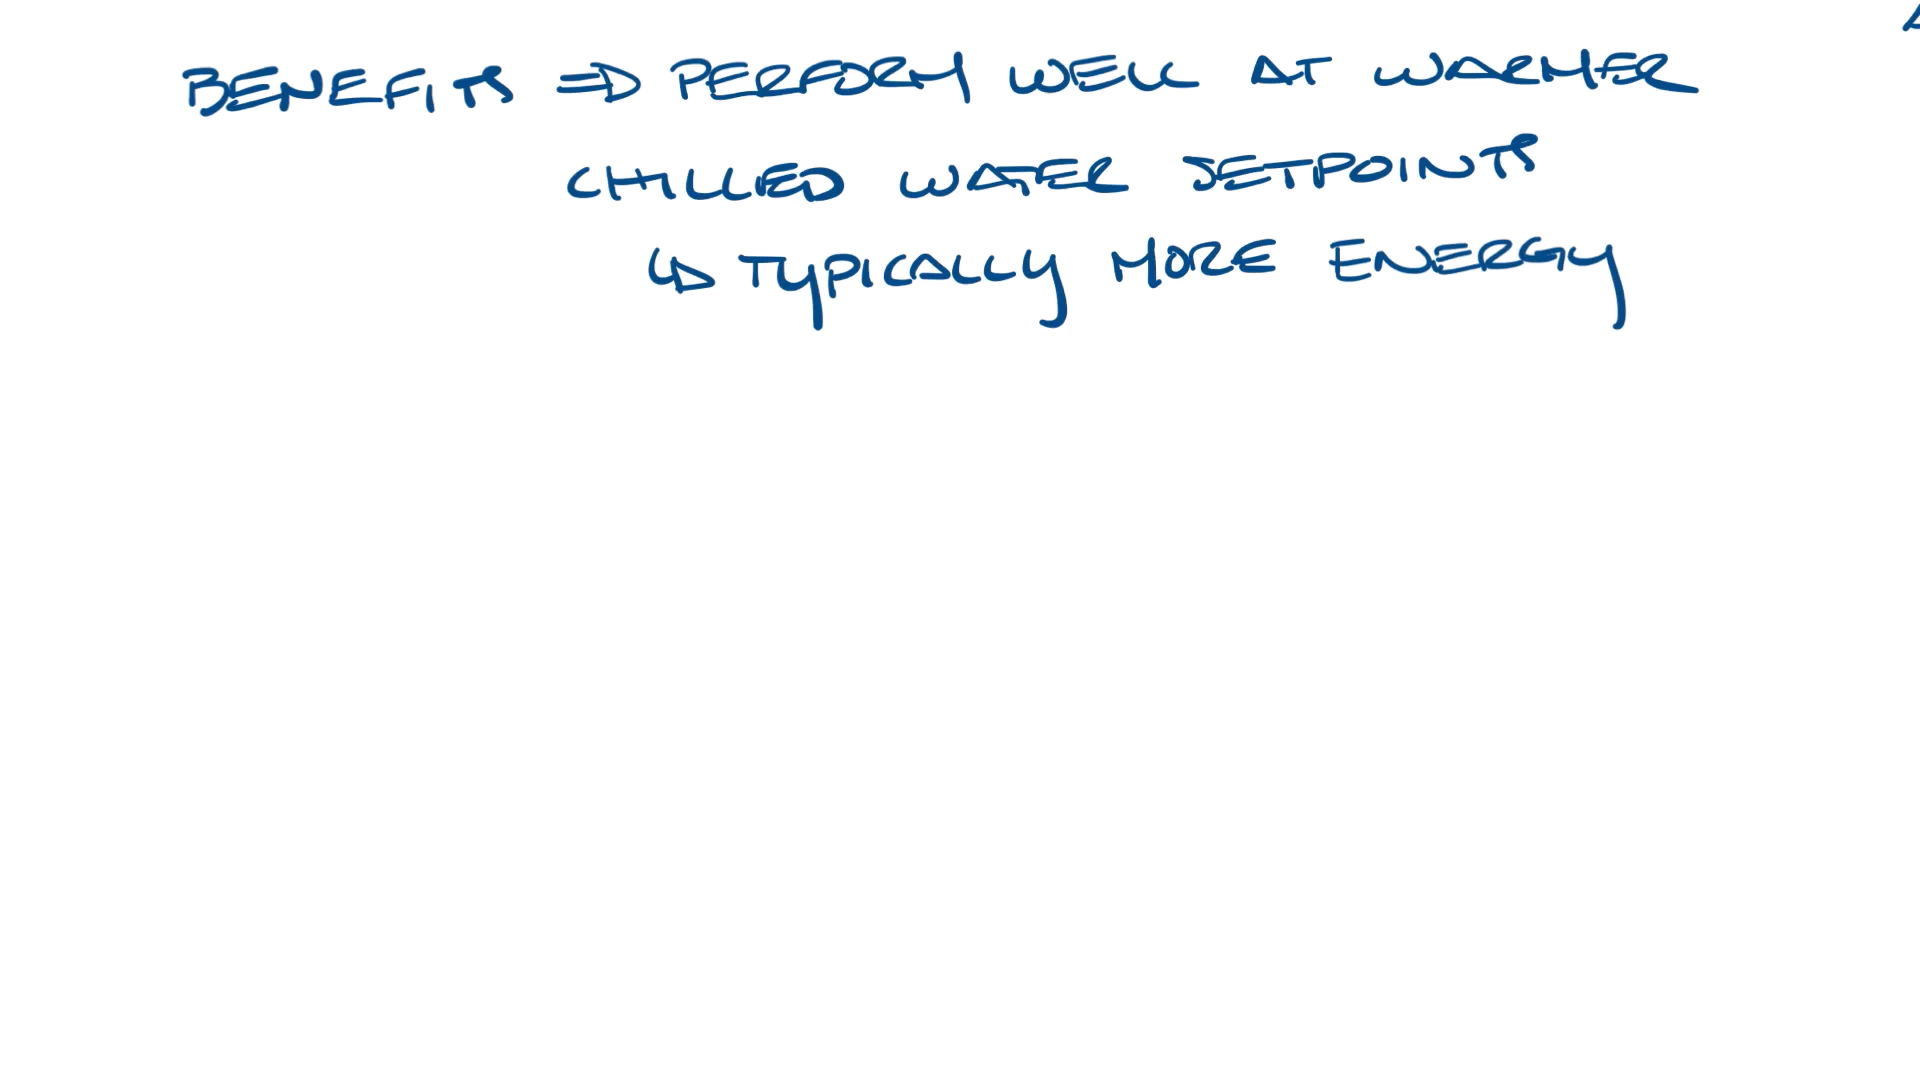 BENEFITS ⇒ PERFORM WELL AT WARMER
CHILLED WATER SETPOINTS
↳ TYPICALLY MORE ENERGY